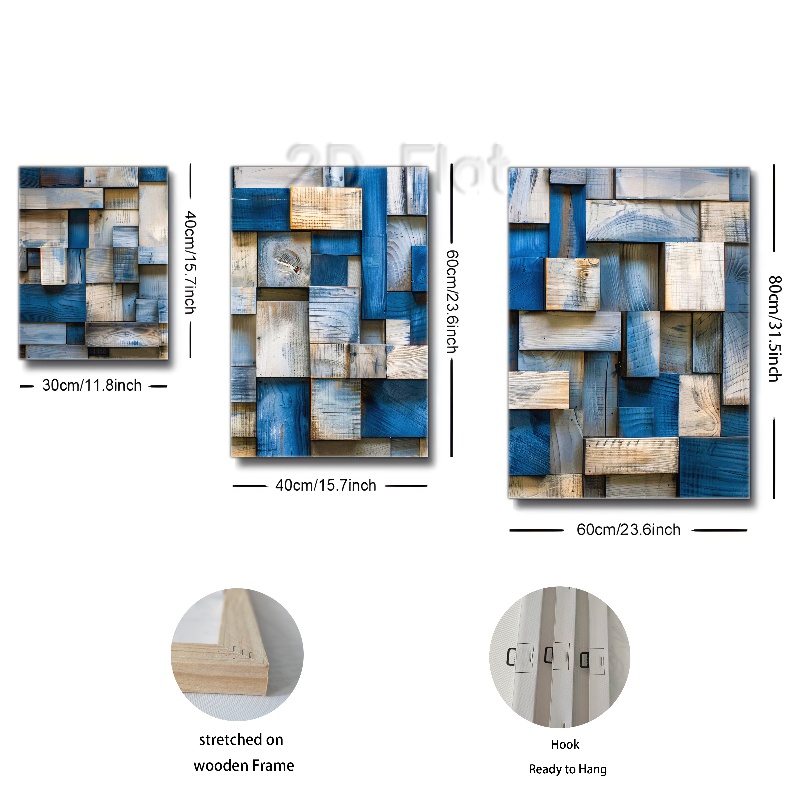 2D Flat
40cm/15.7inch
30cm/11.8inch
60cm/23.6inch
40cm/15.7inch
80cm/31.5inch
60cm/23.6inch
stretched on
wooden Frame
Hook
Ready to Hang